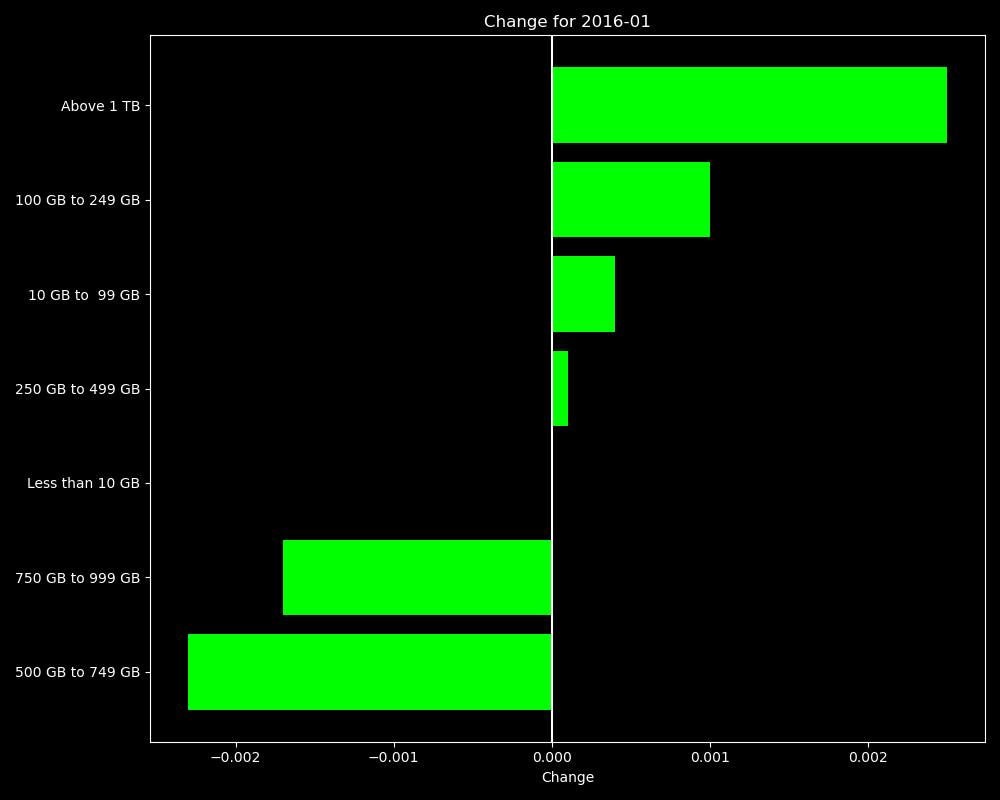 Change for 2016-01
Above 1 TB
100 GB to 249 GB
10 GB to  99 GB
250 GB to 499 GB
Less than 10 GB
750 GB to 999 GB
500 GB to 749 GB
−0.002 −0.001 0.000 0.001 0.002
Change